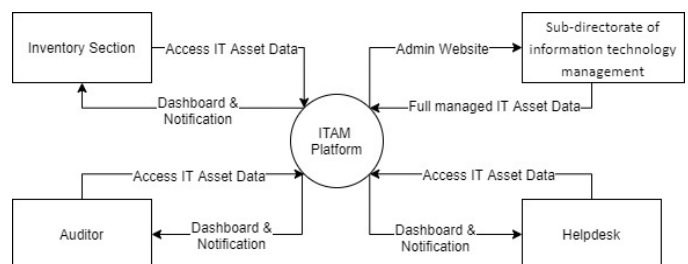 Inventory Section
Access IT Asset Data
Admin Website
Sub-directorate of
information technology
management
Dashboard &
Notification
Full managed IT Asset Data
ITAM
Platform
Access IT Asset Data
Access IT Asset Data
Auditor
Dashboard &
Notification
Dashboard &
Notification
Helpdesk